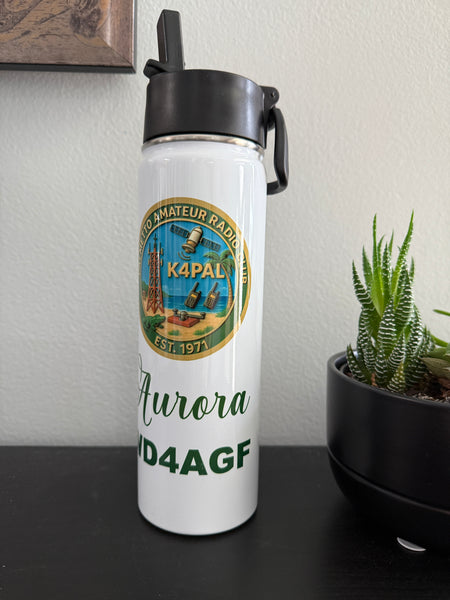 AMATEUR RADIO CLUB
K4PAL
EST. 1971
Aurora
D4AGF